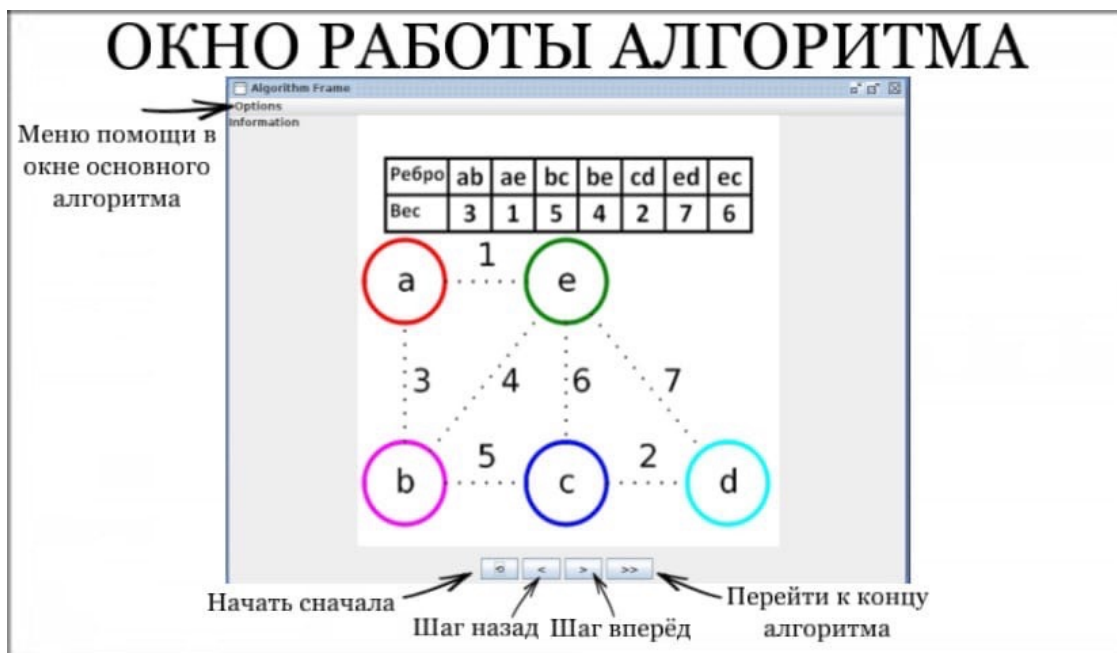 ОКНО РАБОТЫ АЛГОРИТМА
Algorithm Frame
Options
Information
Меню помощи в
окне основного
алгоритма
Ребро ab ae bc be cd ed ec
Вес 3 1 5 4 2 7 6
1
a e
3 4 6 7
5 2
b c d
< > >>
Начать сначала
Шаг назад Шаг вперёд
Перейти к концу
алгоритма